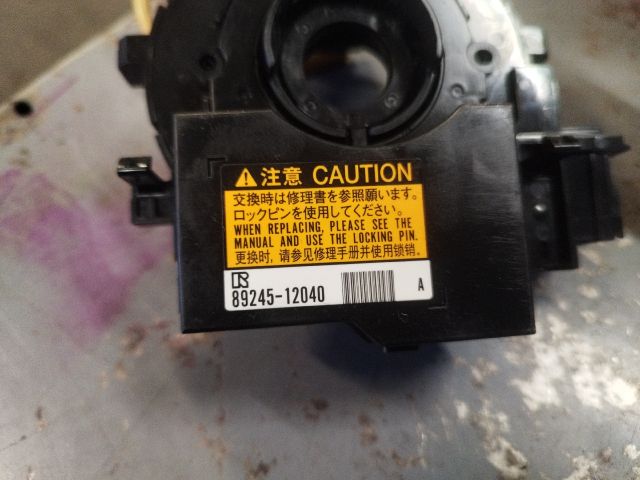 注意 CAUTION
交換時は修理書を参照願います。
ロックピンを使用してください。
WHEN REPLACING, PLEASE SEE THE
MANUAL AND USE THE LOCKING PIN.
更换时, 请参见修理手册并使用锁销。
89245-12040 A